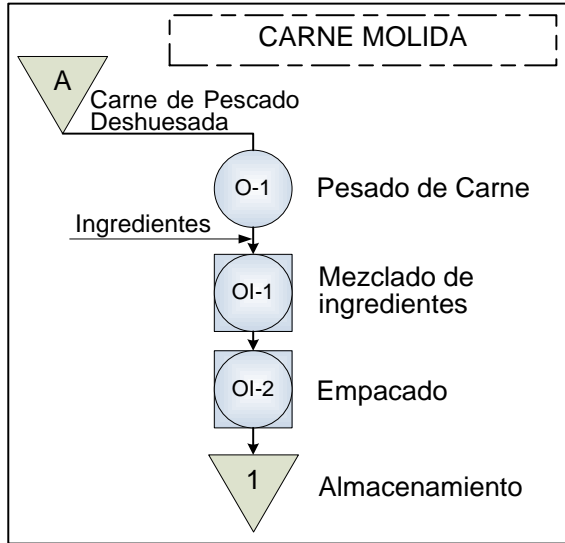 CARNE MOLIDA
A
Carne de Pescado
Deshuesada
O-1
Pesado de Carne
Ingredientes
OI-1
Mezclado de
ingredientes
OI-2
Empacado
1
Almacenamiento